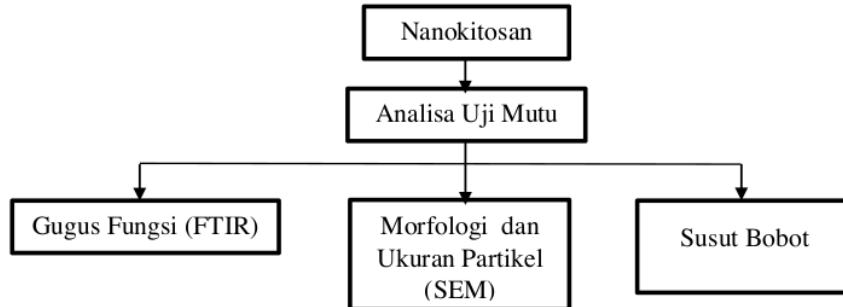 Nanokitosan
Analisa Uji Mutu
Gugus Fungsi (FTIR)
Morfologi dan
Ukuran Partikel
(SEM)
Susut Bobot